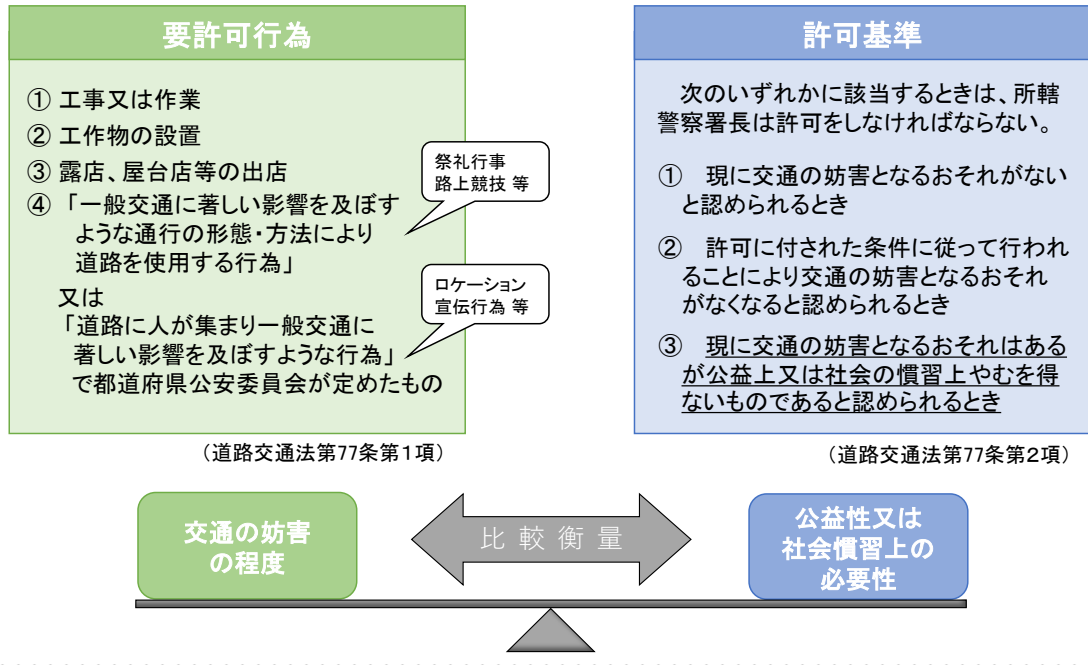 要許可行為
① 工事又は作業
② 工作物の設置
③ 露店、屋台店等の出店
④ 「一般交通に著しい影響を及ぼす
ような通行の形態・方法により
道路を使用する行為」
又は
「道路に人が集まり一般交通に
著しい影響を及ぼすような行為」
で都道府県公安委員会が定めたもの
祭礼行事
路上競技 等
ロケーション
宣伝行為 等
(道路交通法第77条第1項)
許可基準
次のいずれかに該当するときは、所轄
警察署長は許可をしなければならない。
① 現に交通の妨害となるおそれがない
と認められるとき
② 許可に付された条件に従って行われ
ることにより交通の妨害となるおそれ
がなくなると認められるとき
③ 現に交通の妨害となるおそれはある
が公益上又は社会の慣習上やむを得
ないものであると認められるとき
(道路交通法第77条第2項)
交通の妨害
の程度
比較衡量
公益性又は
社会慣習上の
必要性